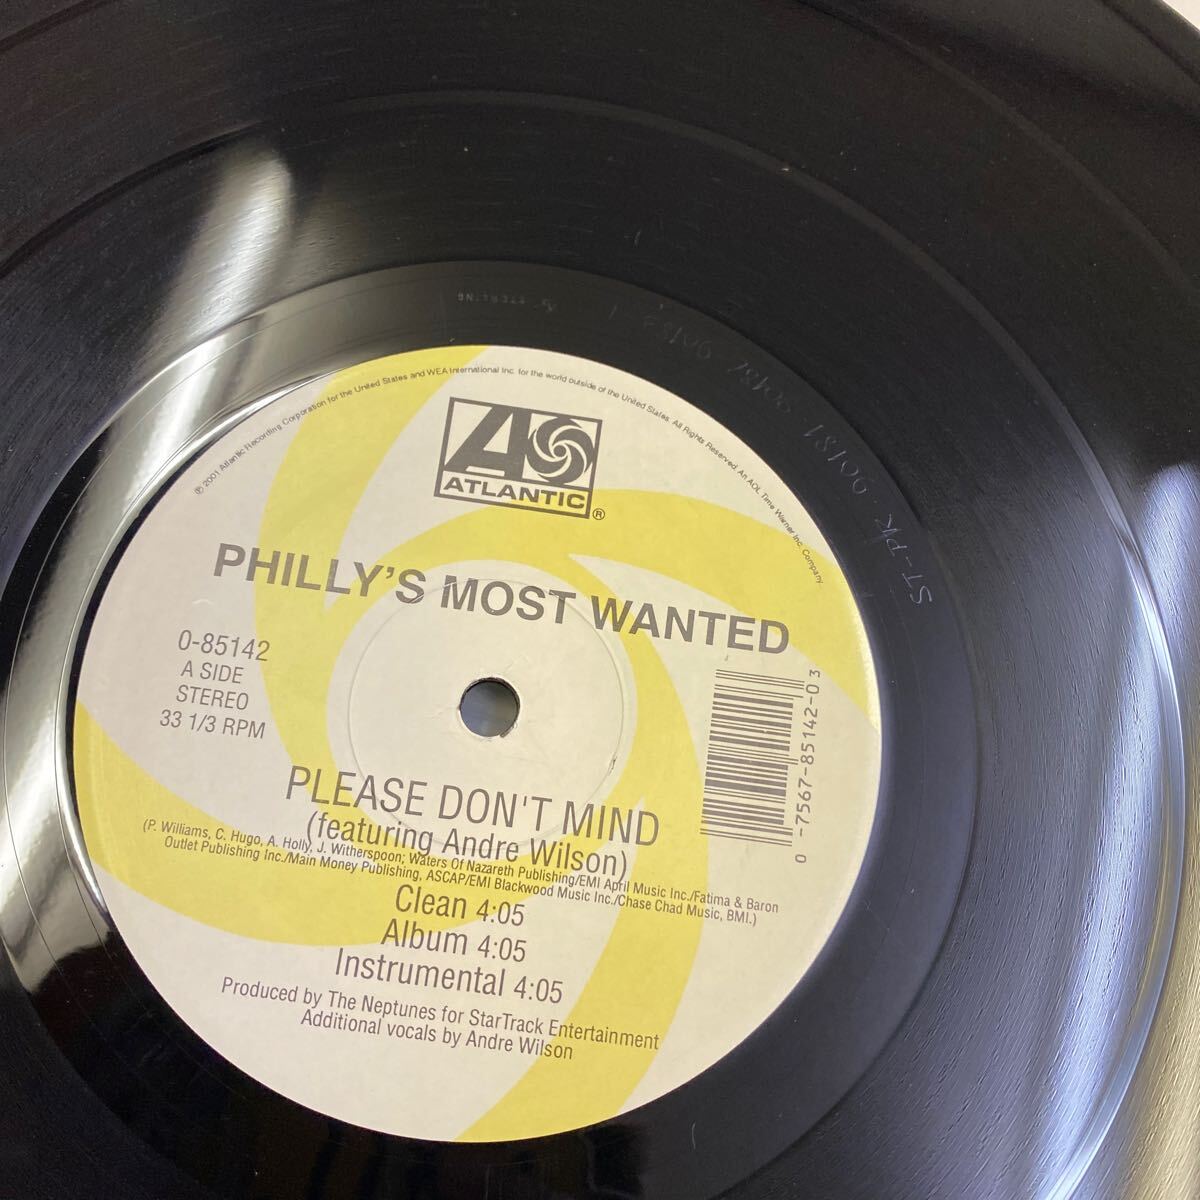 ℗ 2001 Atlantic Recording Corporation for the United States and WEA International Inc. for the world outside of the United States. All Rights Reserved. An AOL Time Warner Inc. Company
ATLANTIC ®
PHILLY'S MOST WANTED
0-85142
A SIDE
STEREO
33 1/3 RPM
0 -7567-85142-0 3
PLEASE DON'T MIND
(featuring Andre Wilson)
(P. Williams, C. Hugo, A. Holly, J. Witherspoon; Waters Of Nazareth Publishing/EMI April Music Inc./Fatima & Baron
Outlet Publishing Inc./Main Money Publishing, ASCAP/EMI Blackwood Music Inc./Chase Chad Music, BMI.)
Clean 4:05
Album 4:05
Instrumental 4:05
Produced by The Neptunes for StarTrack Entertainment
Additional vocals by Andre Wilson
ST-PK